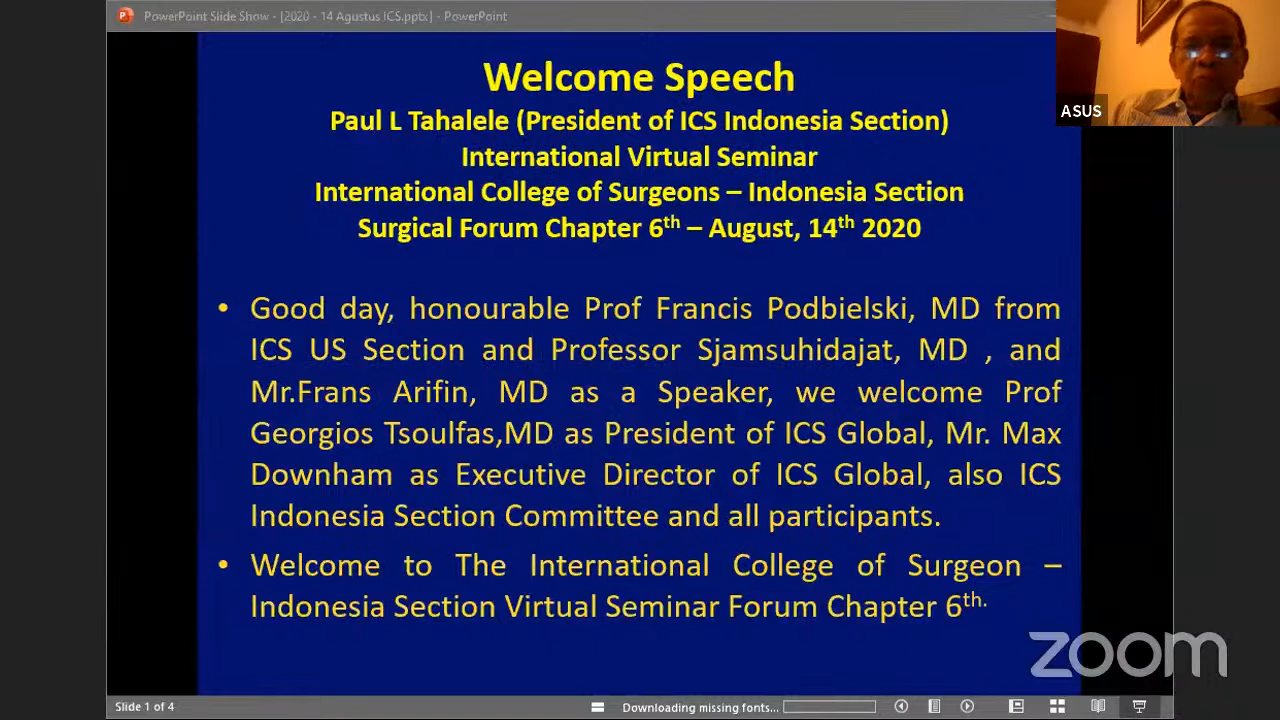 PowerPoint Slide Show - [2020 - 14 Agustus ICS.pptx] - PowerPoint
ASUS
Welcome Speech
Paul L Tahalele (President of ICS Indonesia Section)
International Virtual Seminar
International College of Surgeons – Indonesia Section
Surgical Forum Chapter 6th – August, 14th 2020
• Good day, honourable Prof Francis Podbielski, MD from
ICS US Section and Professor Sjamsuhidajat, MD , and
Mr.Frans Arifin, MD as a Speaker, we welcome Prof
Georgios Tsoulfas,MD as President of ICS Global, Mr. Max
Downham as Executive Director of ICS Global, also ICS
Indonesia Section Committee and all participants.
• Welcome to The International College of Surgeon –
Indonesia Section Virtual Seminar Forum Chapter 6th.
zoom
Slide 1 of 4
Downloading missing fonts...